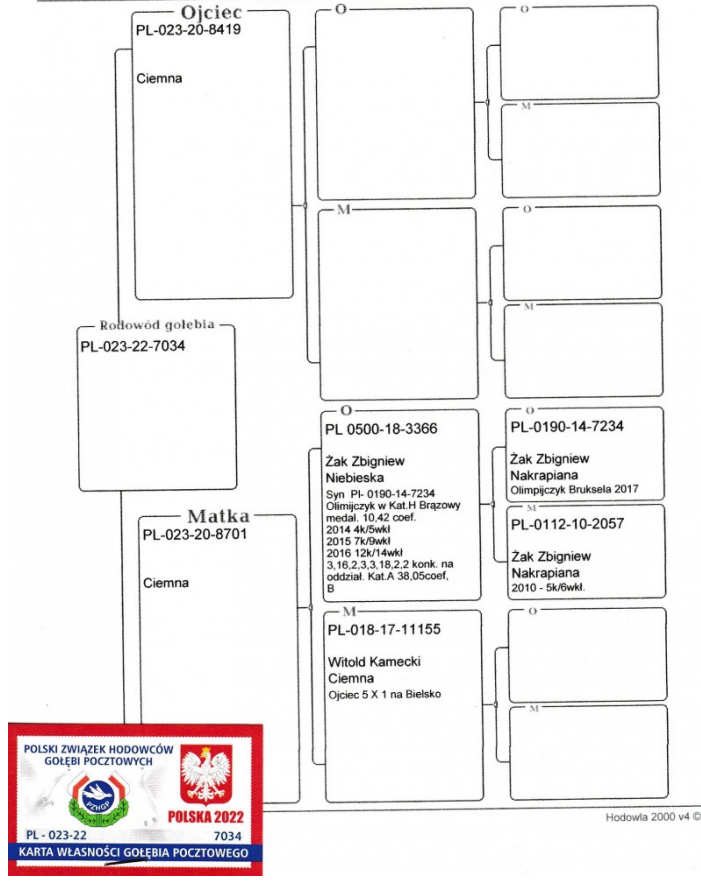 Ojciec
PL-023-20-8419
Ciemna
O
M
O
M
O
M
Rodowód gołebia
PL-023-22-7034
Matka
PL-023-20-8701
Ciemna
O
PL 0500-18-3366
Żak Zbigniew
Niebieska
Syn Pl- 0190-14-7234
Olimijczyk w Kat.H Brązowy
medal. 10,42 coef.
2014 4k/5wkł
2015 7k/9wkł
2016 12k/14wkł
3,16,2,3,3,18,2,2 konk. na
oddział. Kat.A 38,05coef,
B
M
PL-018-17-11155
Witold Kamecki
Ciemna
Ojciec 5 X 1 na Bielsko
O
PL-0190-14-7234
Żak Zbigniew
Nakrapiana
Olimpijczyk Bruksela 2017
M
PL-0112-10-2057
Żak Zbigniew
Nakrapiana
2010 - 5k/6wkł.
O
M
POLSKI ZWIĄZEK HODOWCÓW
GOŁĘBI POCZTOWYCH
PZHGP
POLSKA 2022
PL - 023-22 7034
KARTA WŁASNOŚCI GOŁĘBIA POCZTOWEGO
Hodowla 2000 v4 ©